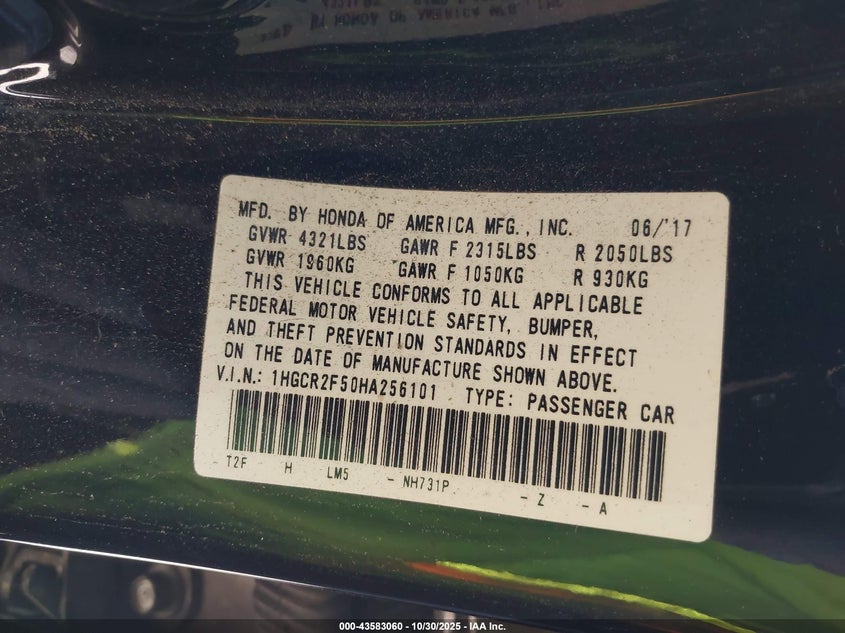 MFD. BY HONDA OF AMERICA MFG., INC. 06/'17
GVWR 4321LBS GAWR F 2315LBS R 2050LBS
GVWR 1960KG GAWR F 1050KG R 930KG
THIS VEHICLE CONFORMS TO ALL APPLICABLE
FEDERAL MOTOR VEHICLE SAFETY, BUMPER,
AND THEFT PREVENTION STANDARDS IN EFFECT
ON THE DATE OF MANUFACTURE SHOWN ABOVE.
V.I.N.: 1HGCR2F50HA256101 TYPE: PASSENGER CAR
T2F H LM5 - NH731P - Z - A
000-43583060 - 10/30/2025 - IAA Inc.